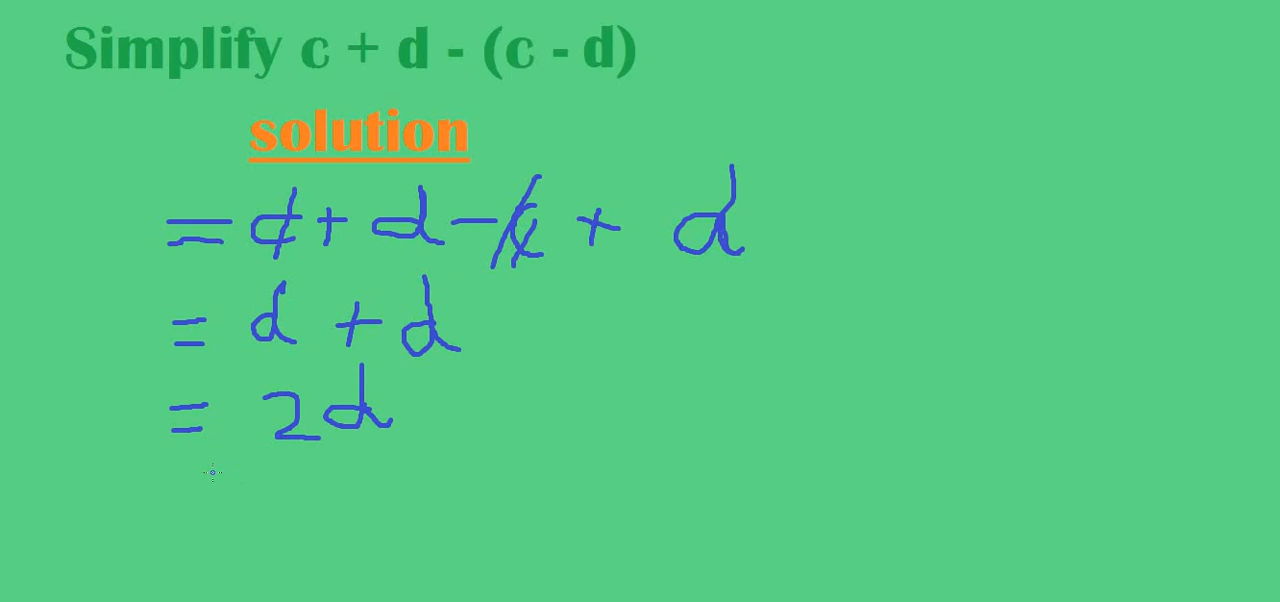 Simplify c + d - (c - d)
solution
= c + d - c + d
= d + d
= 2d